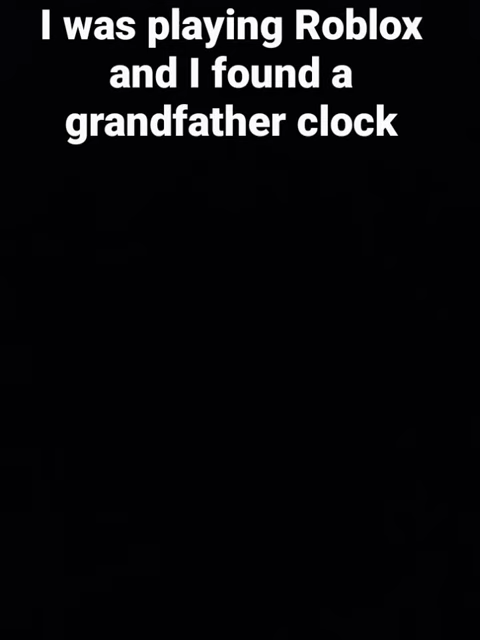 I was playing Roblox
and I found a
grandfather clock